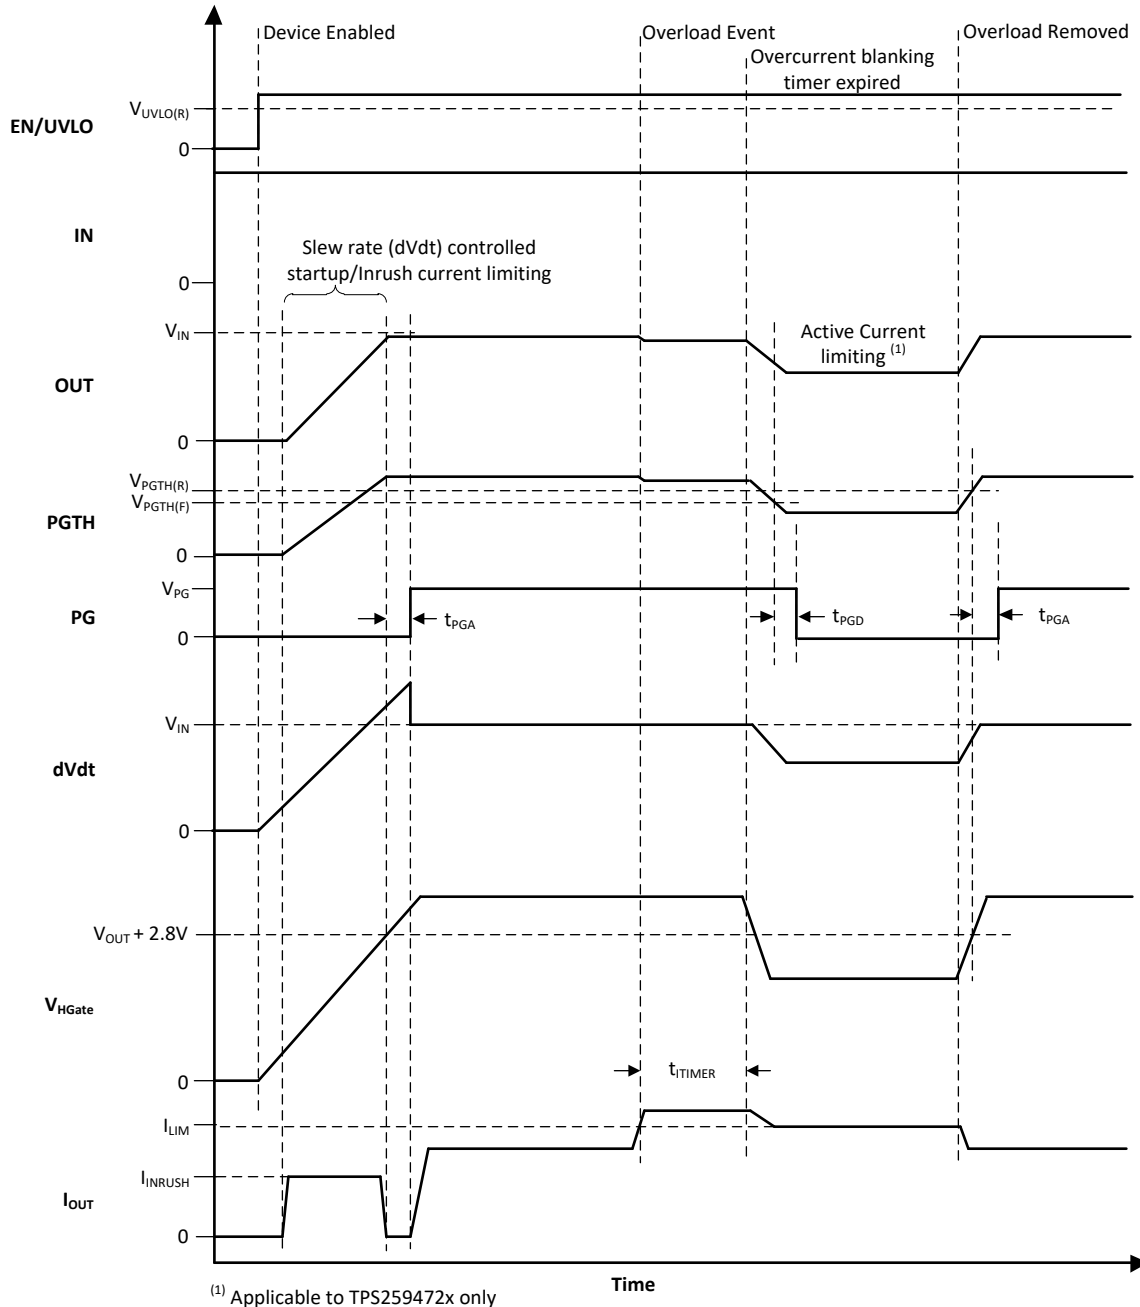 Device Enabled
Overload Event
Overload Removed
Overcurrent blanking
timer expired
V_UVLO(R)
EN/UVLO
0
IN
Slew rate (dVdt) controlled
startup/Inrush current limiting
0
V_IN
Active Current
limiting (1)
OUT
0
V_PGTH(R)
V_PGTH(F)
PGTH
0
V_PG
PG
t_PGA
t_PGD
t_PGA
0
V_IN
dVdt
0
V_OUT + 2.8V
V_HGate
t_ITIMER
0
I_LIM
I_INRUSH
I_OUT
0
Time
(1) Applicable to TPS259472x only